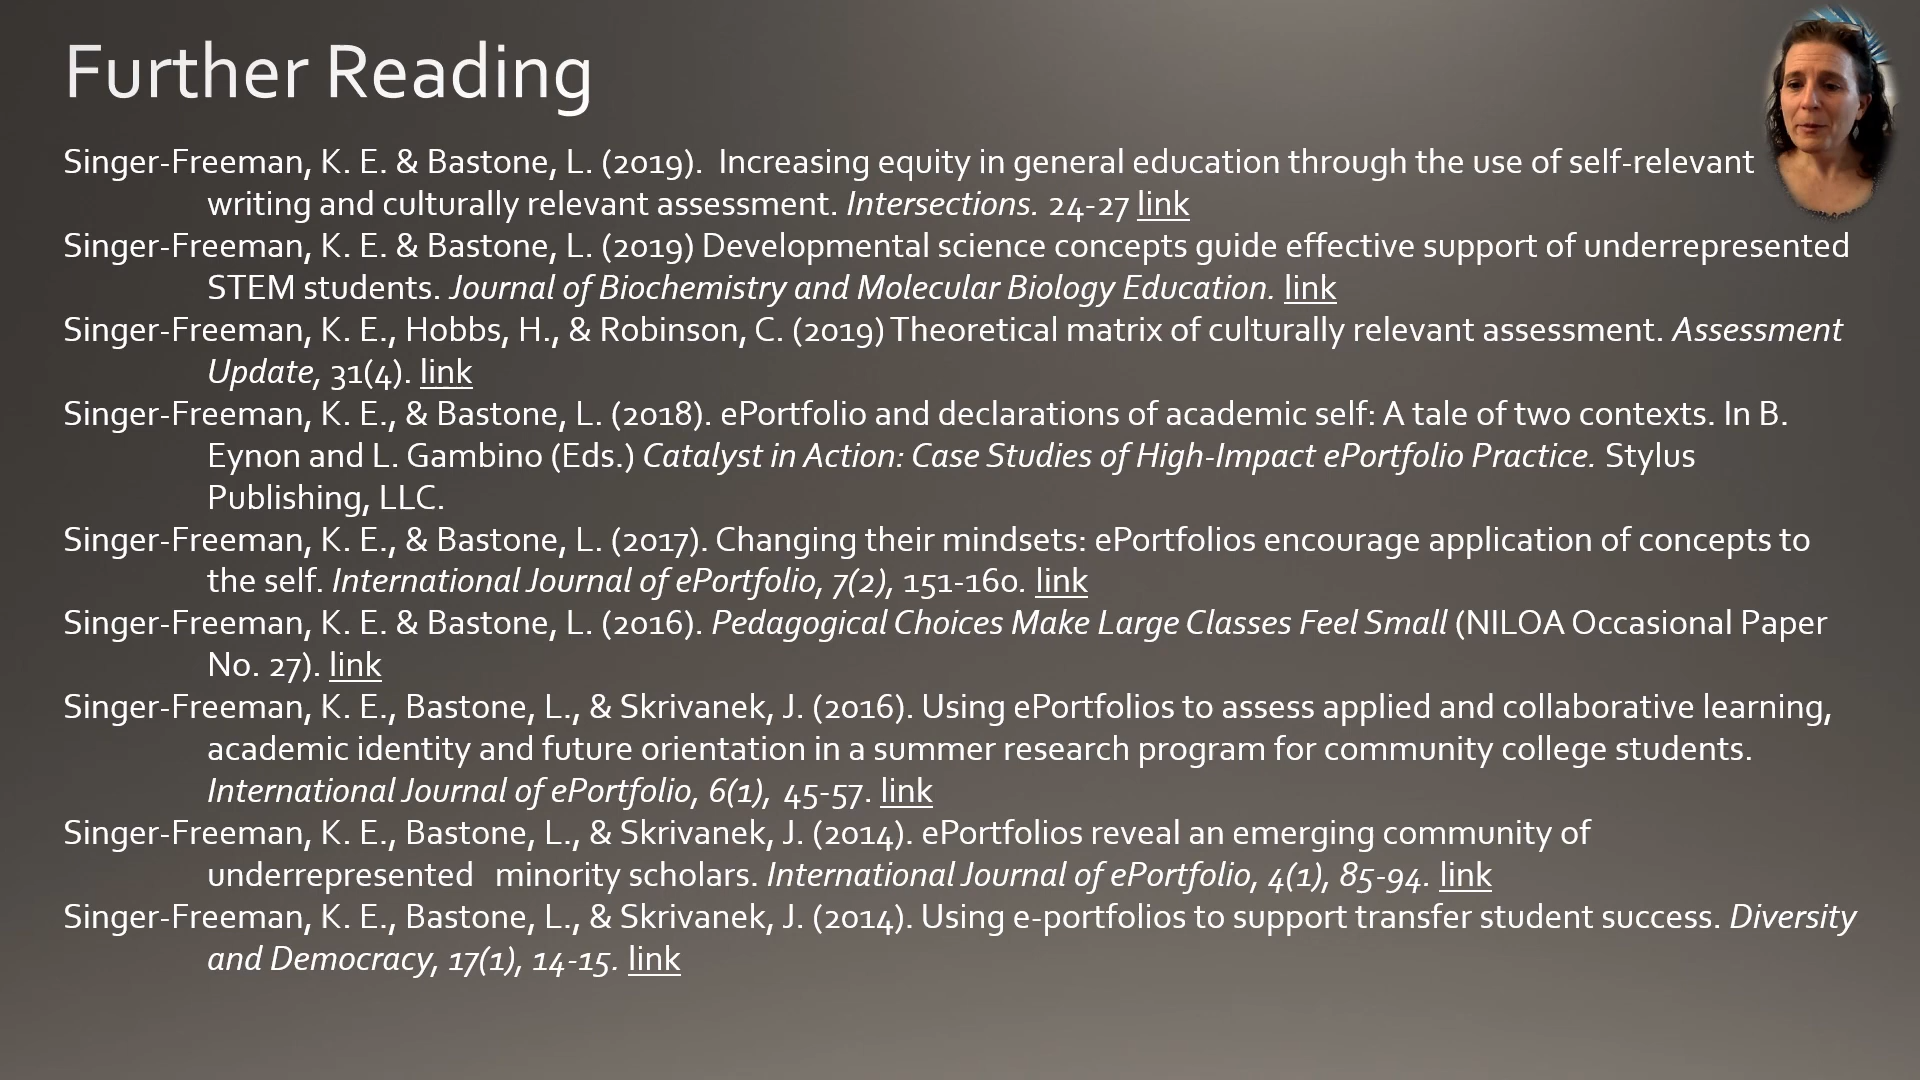 Further Reading
Singer-Freeman, K. E. & Bastone, L. (2019).  Increasing equity in general education through the use of self-relevant
writing and culturally relevant assessment. Intersections. 24-27 link
Singer-Freeman, K. E. & Bastone, L. (2019) Developmental science concepts guide effective support of underrepresented
STEM students. Journal of Biochemistry and Molecular Biology Education. link
Singer-Freeman, K. E., Hobbs, H., & Robinson, C. (2019) Theoretical matrix of culturally relevant assessment. Assessment
Update, 31(4). link
Singer-Freeman, K. E., & Bastone, L. (2018). ePortfolio and declarations of academic self: A tale of two contexts. In B.
Eynon and L. Gambino (Eds.) Catalyst in Action: Case Studies of High-Impact ePortfolio Practice. Stylus
Publishing, LLC.
Singer-Freeman, K. E., & Bastone, L. (2017). Changing their mindsets: ePortfolios encourage application of concepts to
the self. International Journal of ePortfolio, 7(2), 151-160. link
Singer-Freeman, K. E. & Bastone, L. (2016). Pedagogical Choices Make Large Classes Feel Small (NILOA Occasional Paper
No. 27). link
Singer-Freeman, K. E., Bastone, L., & Skrivanek, J. (2016). Using ePortfolios to assess applied and collaborative learning,
academic identity and future orientation in a summer research program for community college students.
International Journal of ePortfolio, 6(1), 45-57. link
Singer-Freeman, K. E., Bastone, L., & Skrivanek, J. (2014). ePortfolios reveal an emerging community of
underrepresented  minority scholars. International Journal of ePortfolio, 4(1), 85-94. link
Singer-Freeman, K. E., Bastone, L., & Skrivanek, J. (2014). Using e-portfolios to support transfer student success. Diversity
and Democracy, 17(1), 14-15. link